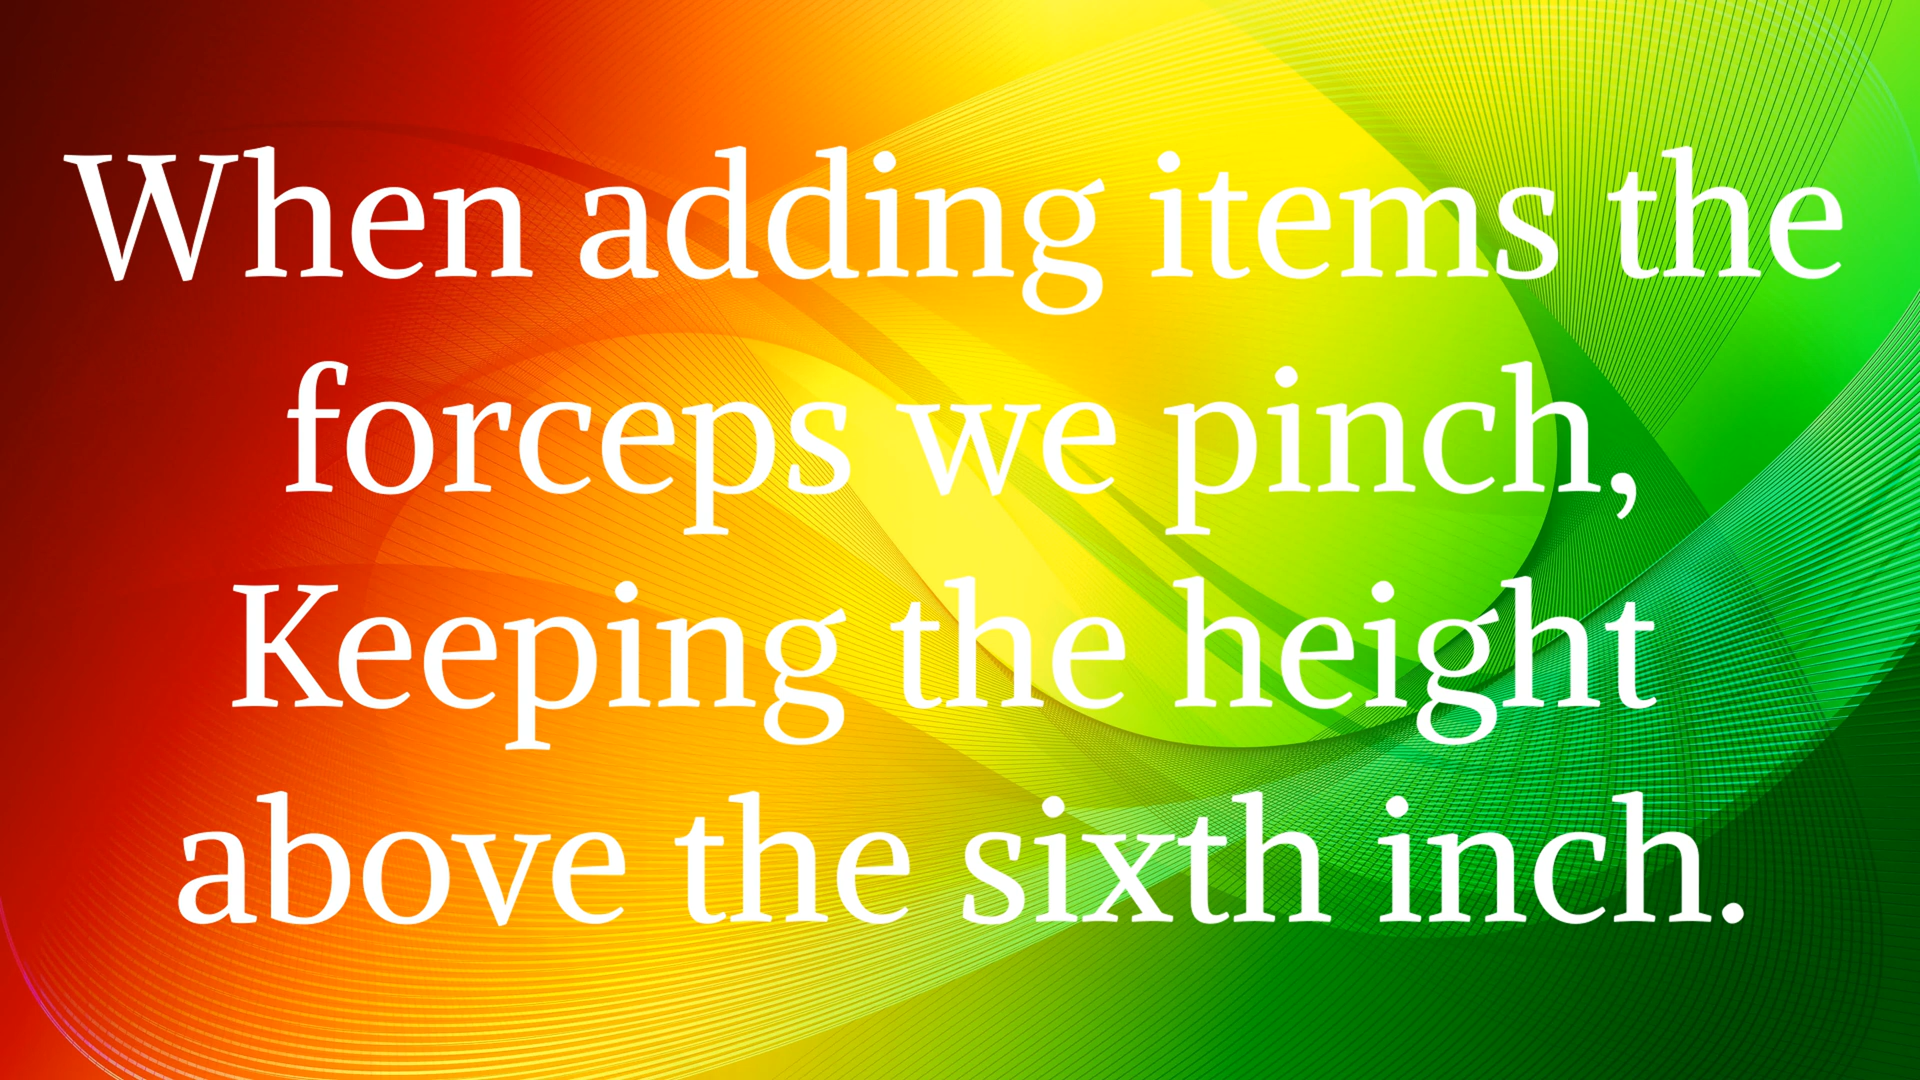 When adding items the
forceps we pinch,
Keeping the height
above the sixth inch.